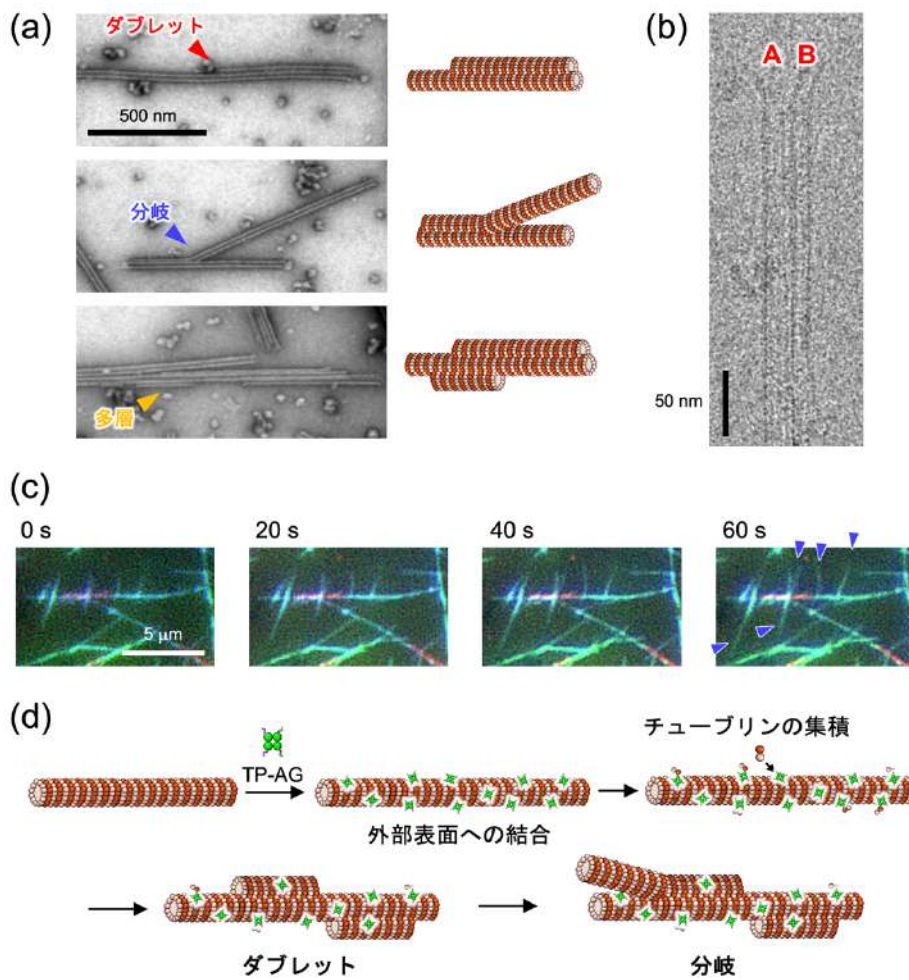 (a)
ダブレット
500 nm
分岐
多層
(b)
A B
50 nm
(c)
0 s
20 s
40 s
60 s
5 μm
(d)
TP-AG
外部表面への結合
チューブリンの集積
ダブレット
分岐